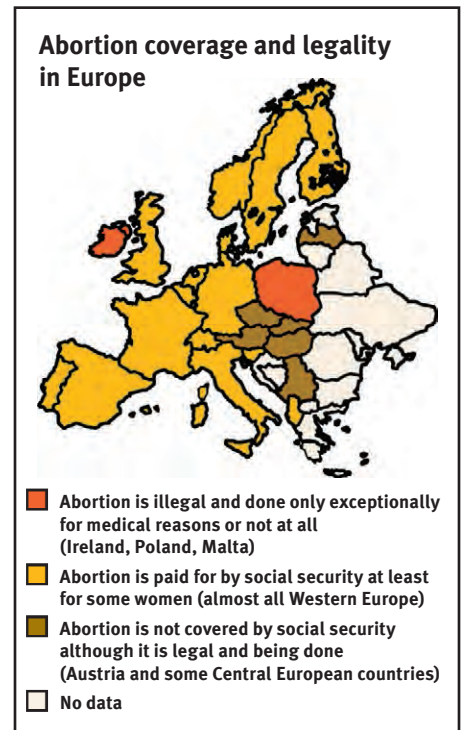 Abortion coverage and legality
in Europe
Abortion is illegal and done only exceptionally
for medical reasons or not at all
(Ireland, Poland, Malta)
Abortion is paid for by social security at least
for some women (almost all Western Europe)
Abortion is not covered by social security
although it is legal and being done
(Austria and some Central European countries)
No data